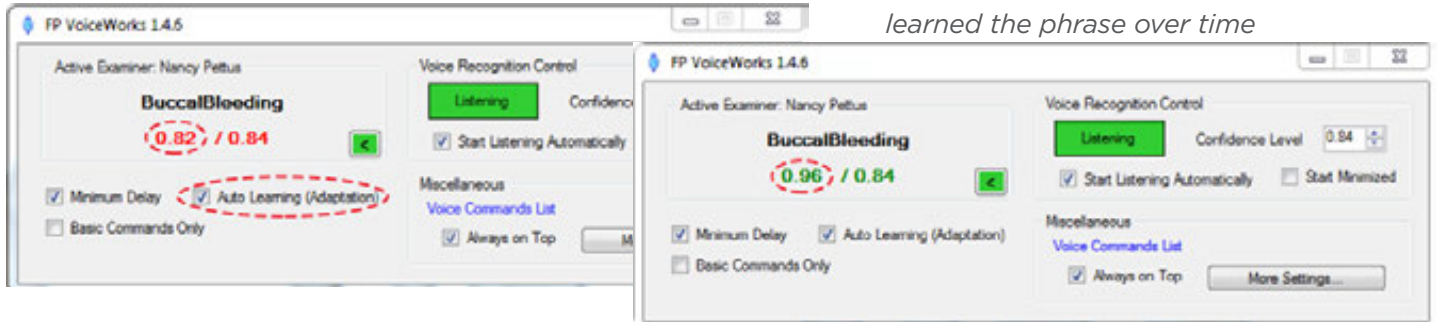 learned the phrase over time
FP VoiceWorks 1.4.6
Active Examiner: Nancy Pettus
BuccalBleeding
0.82 / 0.84
<
Minimum Delay
Auto Learning (Adaptation)
Basic Commands Only
Voice Recognition Control
Listening
Confidenc
Start Listening Automatically
Miscellaneous
Voice Commands List
Always on Top
M
FP VoiceWorks 1.4.6
Active Examiner: Nancy Pettus
BuccalBleeding
0.96 / 0.84
<
Minimum Delay
Auto Learning (Adaptation)
Basic Commands Only
Voice Recognition Control
Listening
Confidence Level
0.84
Start Listening Automatically
Start Minimized
Miscellaneous
Voice Commands List
Always on Top
More Settings...